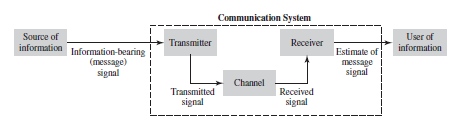 Communication System
Source of
information
Information-bearing
(message)
signal
Transmitter
Transmitted
signal
Channel
Received
signal
Receiver
Estimate of
message
signal
User of
information